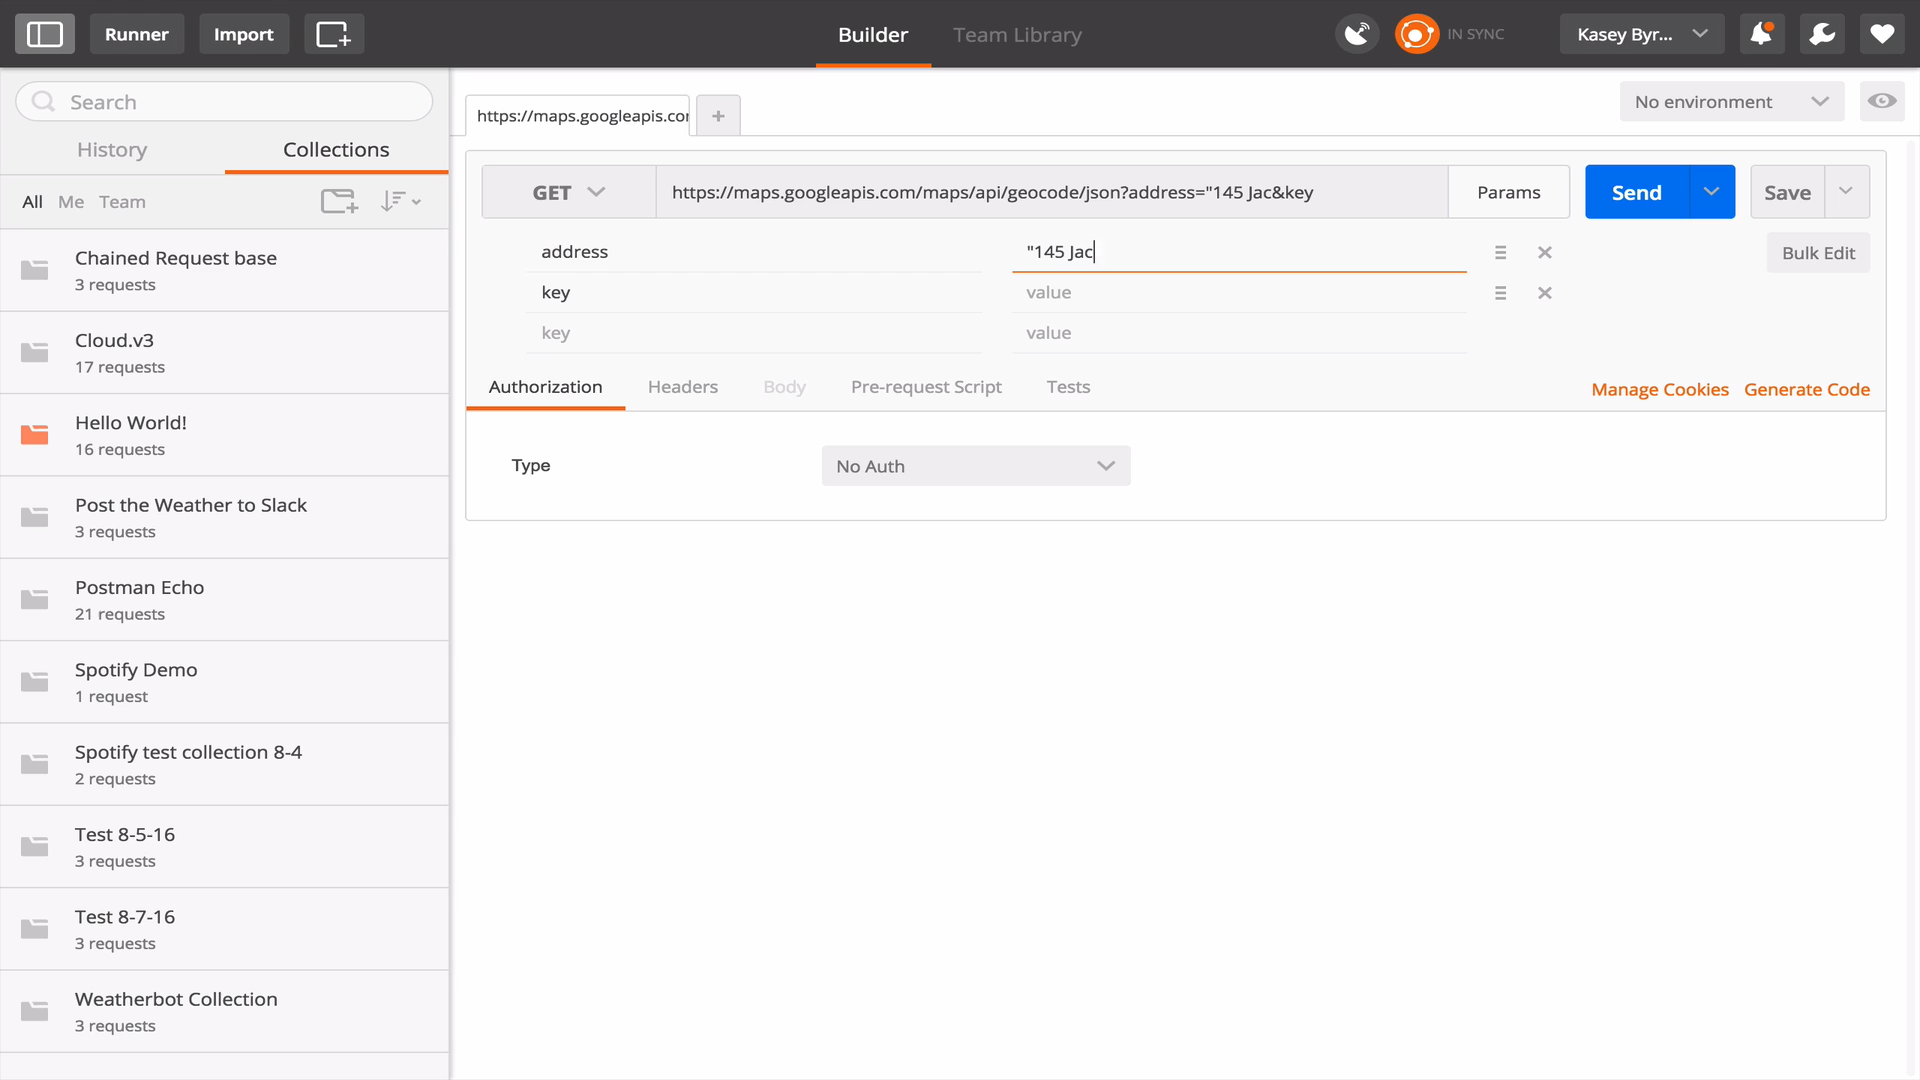 Runner
Import
Builder
Team Library
IN SYNC
Kasey Byr...
Search
History
Collections
All
Me
Team
Chained Request base
3 requests
Cloud.v3
17 requests
Hello World!
16 requests
Post the Weather to Slack
3 requests
Postman Echo
21 requests
Spotify Demo
1 request
Spotify test collection 8-4
2 requests
Test 8-5-16
3 requests
Test 8-7-16
3 requests
Weatherbot Collection
3 requests
https://maps.googleapis.co
+
No environment
GET
https://maps.googleapis.com/maps/api/geocode/json?address="145 Jac&key
Params
Send
Save
address
"145 Jac
Bulk Edit
key
value
key
value
Authorization
Headers
Body
Pre-request Script
Tests
Manage Cookies
Generate Code
Type
No Auth